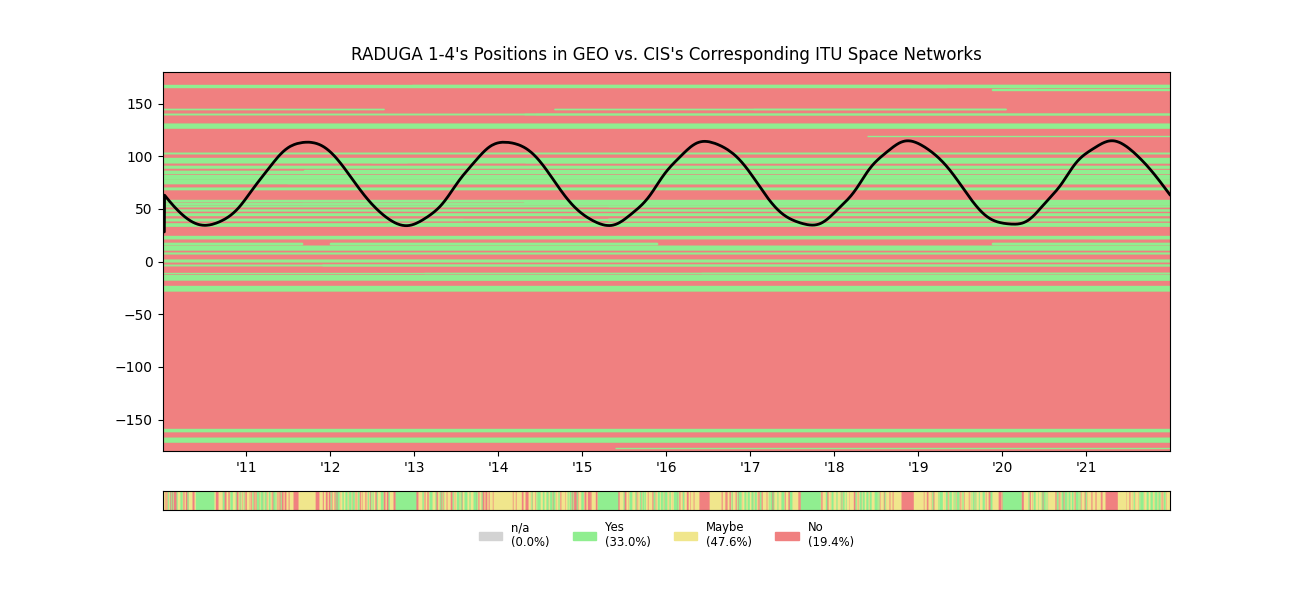 RADUGA 1-4's Positions in GEO vs. CIS's Corresponding ITU Space Networks
150
100
50
0
−50
−100
−150
'11 '12 '13 '14 '15 '16 '17 '18 '19 '20 '21
n/a Yes Maybe No
(0.0%) (33.0%) (47.6%) (19.4%)